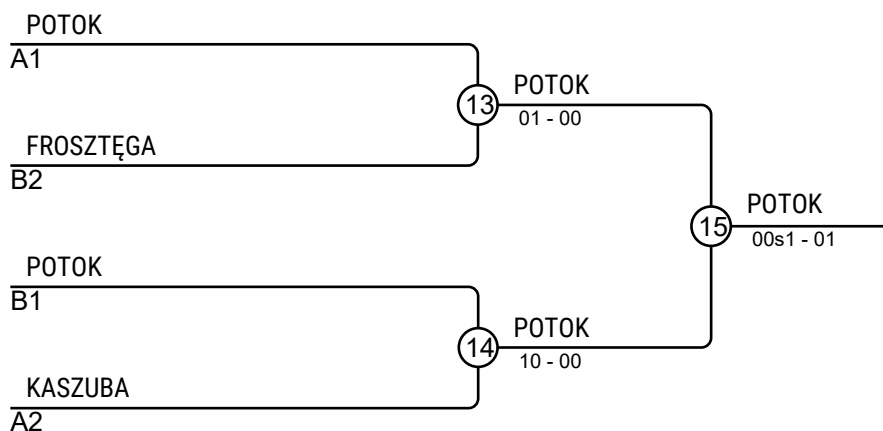 POTOK
A1
13
POTOK
01 - 00
FROSZTĘGA
B2
15
POTOK
00s1 - 01
POTOK
B1
14
POTOK
10 - 00
KASZUBA
A2